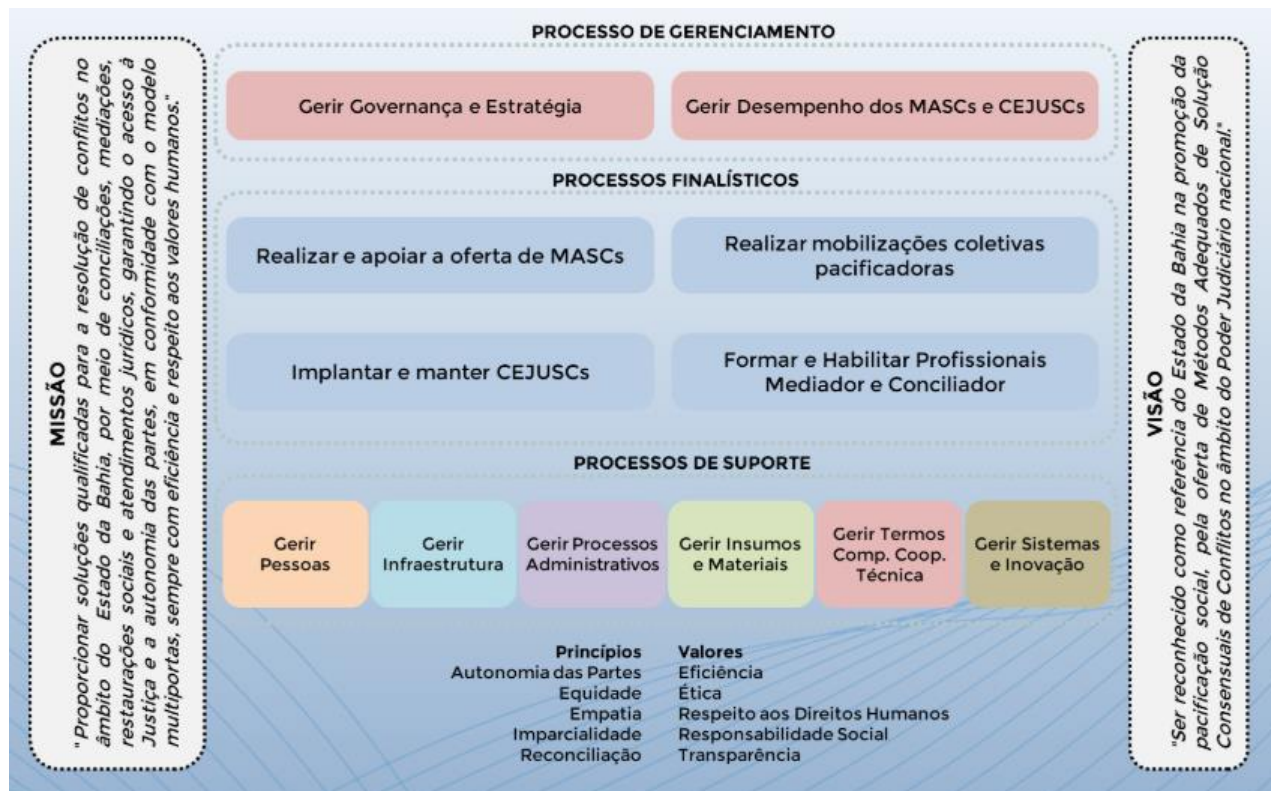 MISSÃO
"Proporcionar soluções qualificadas para a resolução de conflitos no
âmbito do Estado da Bahia, por meio de conciliações, mediações,
restaurações sociais e atendimentos jurídicos, garantindo o acesso à
Justiça e a autonomia das partes, em conformidade com o modelo
multiportas, sempre com eficiência e respeito aos valores humanos."
PROCESSO DE GERENCIAMENTO
Gerir Governança e Estratégia
Gerir Desempenho dos MASCs e CEJUSCs
PROCESSOS FINALÍSTICOS
Realizar e apoiar a oferta de MASCs
Realizar mobilizações coletivas
pacificadoras
Implantar e manter CEJUSCs
Formar e Habilitar Profissionais
Mediador e Conciliador
PROCESSOS DE SUPORTE
Gerir
Pessoas
Gerir
Infraestrutura
Gerir Processos
Administrativos
Gerir Insumos
e Materiais
Gerir Termos
Comp. Coop.
Técnica
Gerir Sistemas
e Inovação
Princípios
Autonomia das Partes
Equidade
Empatia
Imparcialidade
Reconciliação
Valores
Eficiência
Ética
Respeito aos Direitos Humanos
Responsabilidade Social
Transparência
VISÃO
"Ser reconhecido como referência do Estado da Bahia na promoção da
pacificação social, pela oferta de Métodos Adequados de Solução
Consensuais de Conflitos no âmbito do Poder Judiciário nacional."